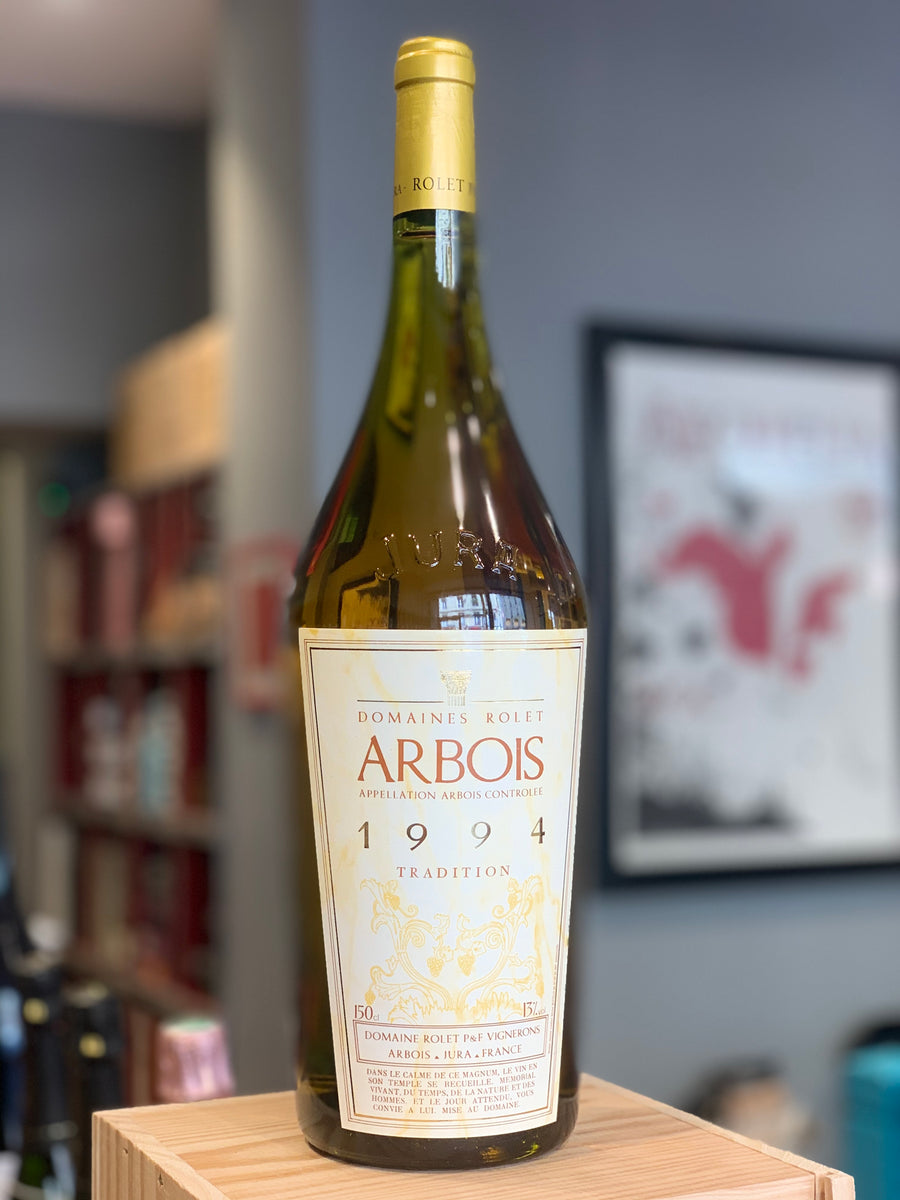 RA - ROLET
JURA
DOMAINES ROLET
ARBOIS
APPELLATION ARBOIS CONTROLEE
1994
TRADITION
150cl 13% vol
DOMAINE ROLET P&F VIGNERONS
ARBOIS ▲ JURA ▲ FRANCE
DANS LE CALME DE CE MAGNUM, LE VIN EN
SON TEMPLE SE RECUEILLE. MEMORIAL
VIVANT, DU TEMPS, DE LA NATURE ET DES
HOMMES. ET LE JOUR ATTENDU, VOUS
CONVIE A LUI. MISE AU DOMAINE.